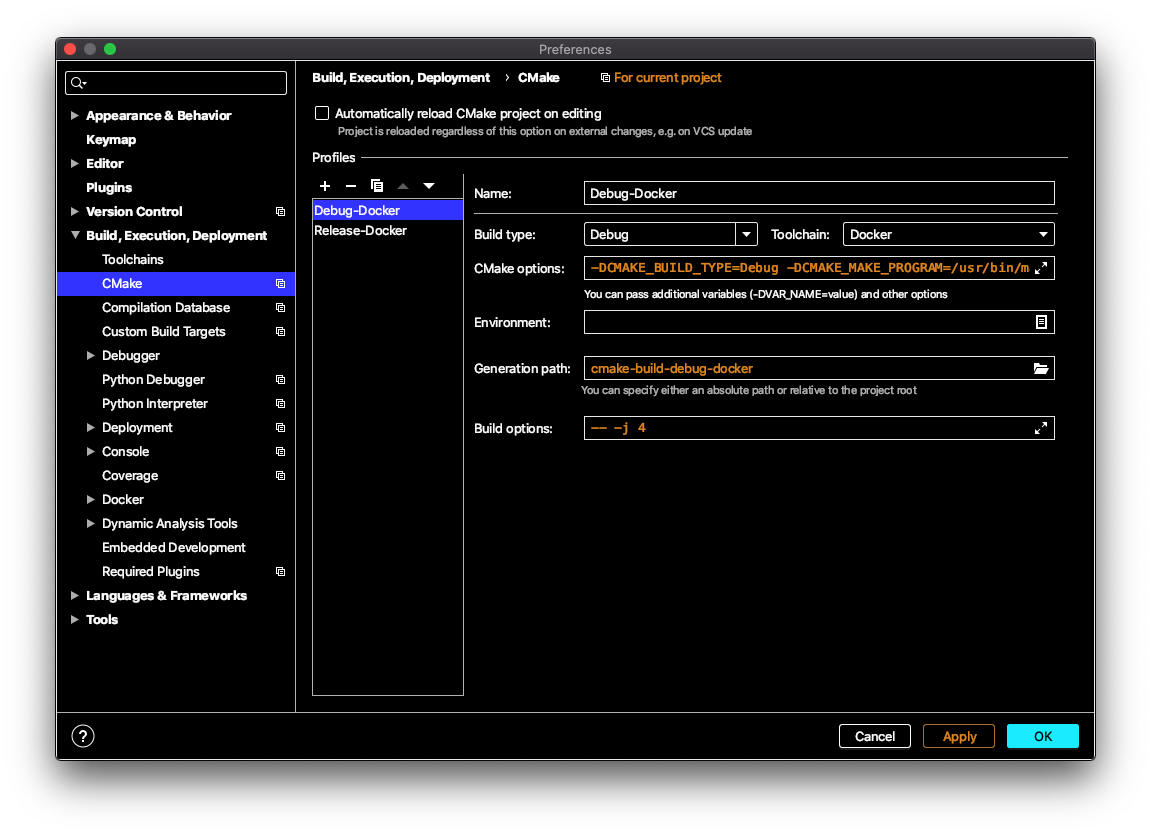 Preferences
Build, Execution, Deployment › CMake For current project
Appearance & Behavior
Keymap
Editor
Plugins
Version Control
Build, Execution, Deployment
Toolchains
CMake
Compilation Database
Custom Build Targets
Debugger
Python Debugger
Python Interpreter
Deployment
Console
Coverage
Docker
Dynamic Analysis Tools
Embedded Development
Required Plugins
Languages & Frameworks
Tools
Automatically reload CMake project on editing
Project is reloaded regardless of this option on external changes, e.g. on VCS update
Profiles
Debug-Docker
Release-Docker
Name: Debug-Docker
Build type: Debug Toolchain: Docker
CMake options: -DCMAKE_BUILD_TYPE=Debug -DCMAKE_MAKE_PROGRAM=/usr/bin/m
You can pass additional variables (-DVAR_NAME=value) and other options
Environment:
Generation path: cmake-build-debug-docker
You can specify either an absolute path or relative to the project root
Build options: -- -j 4
? Cancel Apply OK